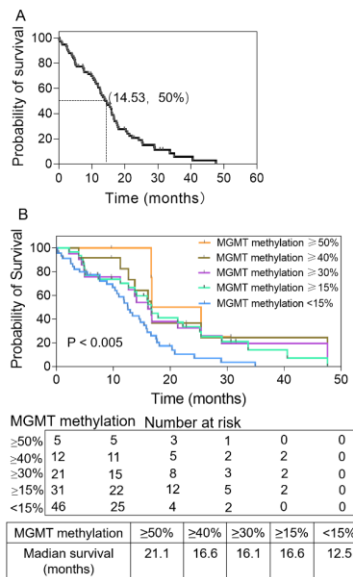 A
Probability of survival
100
80
60
40
20
0
(14.53, 50%)
0 10 20 30 40 50 60
Time (months)
B
Probability of Survival
100
80
60
40
20
0
MGMT methylation ≥50%
MGMT methylation ≥40%
MGMT methylation ≥30%
MGMT methylation ≥15%
MGMT methylation <15%
P < 0.005
0 10 20 30 40 50
Time (months)
MGMT methylation Number at risk
≥50% 5 5 3 1 0 0
≥40% 12 11 5 2 2 0
≥30% 21 15 8 3 2 0
≥15% 31 22 12 5 2 0
<15% 46 25 4 2 0 0
MGMT methylation ≥50% ≥40% ≥30% ≥15% <15%
Madian survival 21.1 16.6 16.1 16.6 12.5
(months)